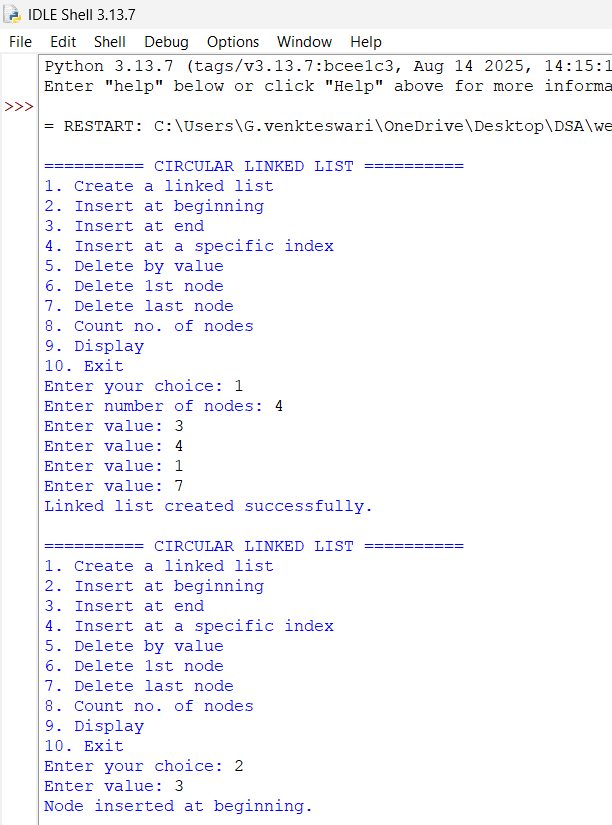 IDLE Shell 3.13.7
File Edit Shell Debug Options Window Help
Python 3.13.7 (tags/v3.13.7:bcee1c3, Aug 14 2025, 14:15:1
Enter "help" below or click "Help" above for more informa
>>>
= RESTART: C:\Users\G.venkteswari\OneDrive\Desktop\DSA\we
========== CIRCULAR LINKED LIST ==========
1. Create a linked list
2. Insert at beginning
3. Insert at end
4. Insert at a specific index
5. Delete by value
6. Delete 1st node
7. Delete last node
8. Count no. of nodes
9. Display
10. Exit
Enter your choice: 1
Enter number of nodes: 4
Enter value: 3
Enter value: 4
Enter value: 1
Enter value: 7
Linked list created successfully.
========== CIRCULAR LINKED LIST ==========
1. Create a linked list
2. Insert at beginning
3. Insert at end
4. Insert at a specific index
5. Delete by value
6. Delete 1st node
7. Delete last node
8. Count no. of nodes
9. Display
10. Exit
Enter your choice: 2
Enter value: 3
Node inserted at beginning.